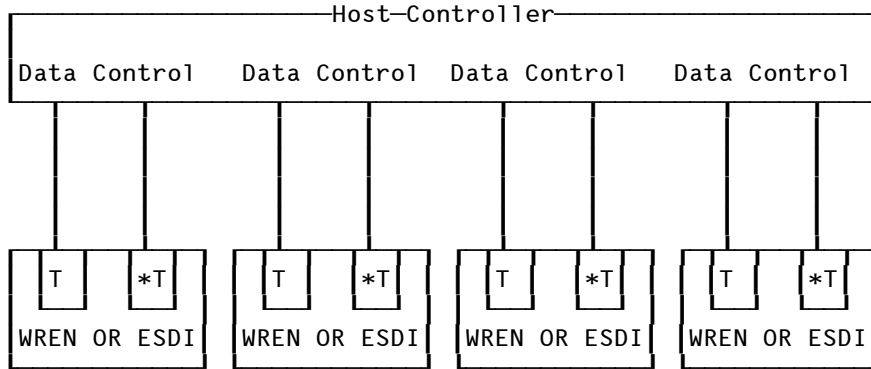 Host Controller
Data Control Data Control Data Control Data Control
T *T T *T T *T T *T
WREN OR ESDI WREN OR ESDI WREN OR ESDI WREN OR ESDI